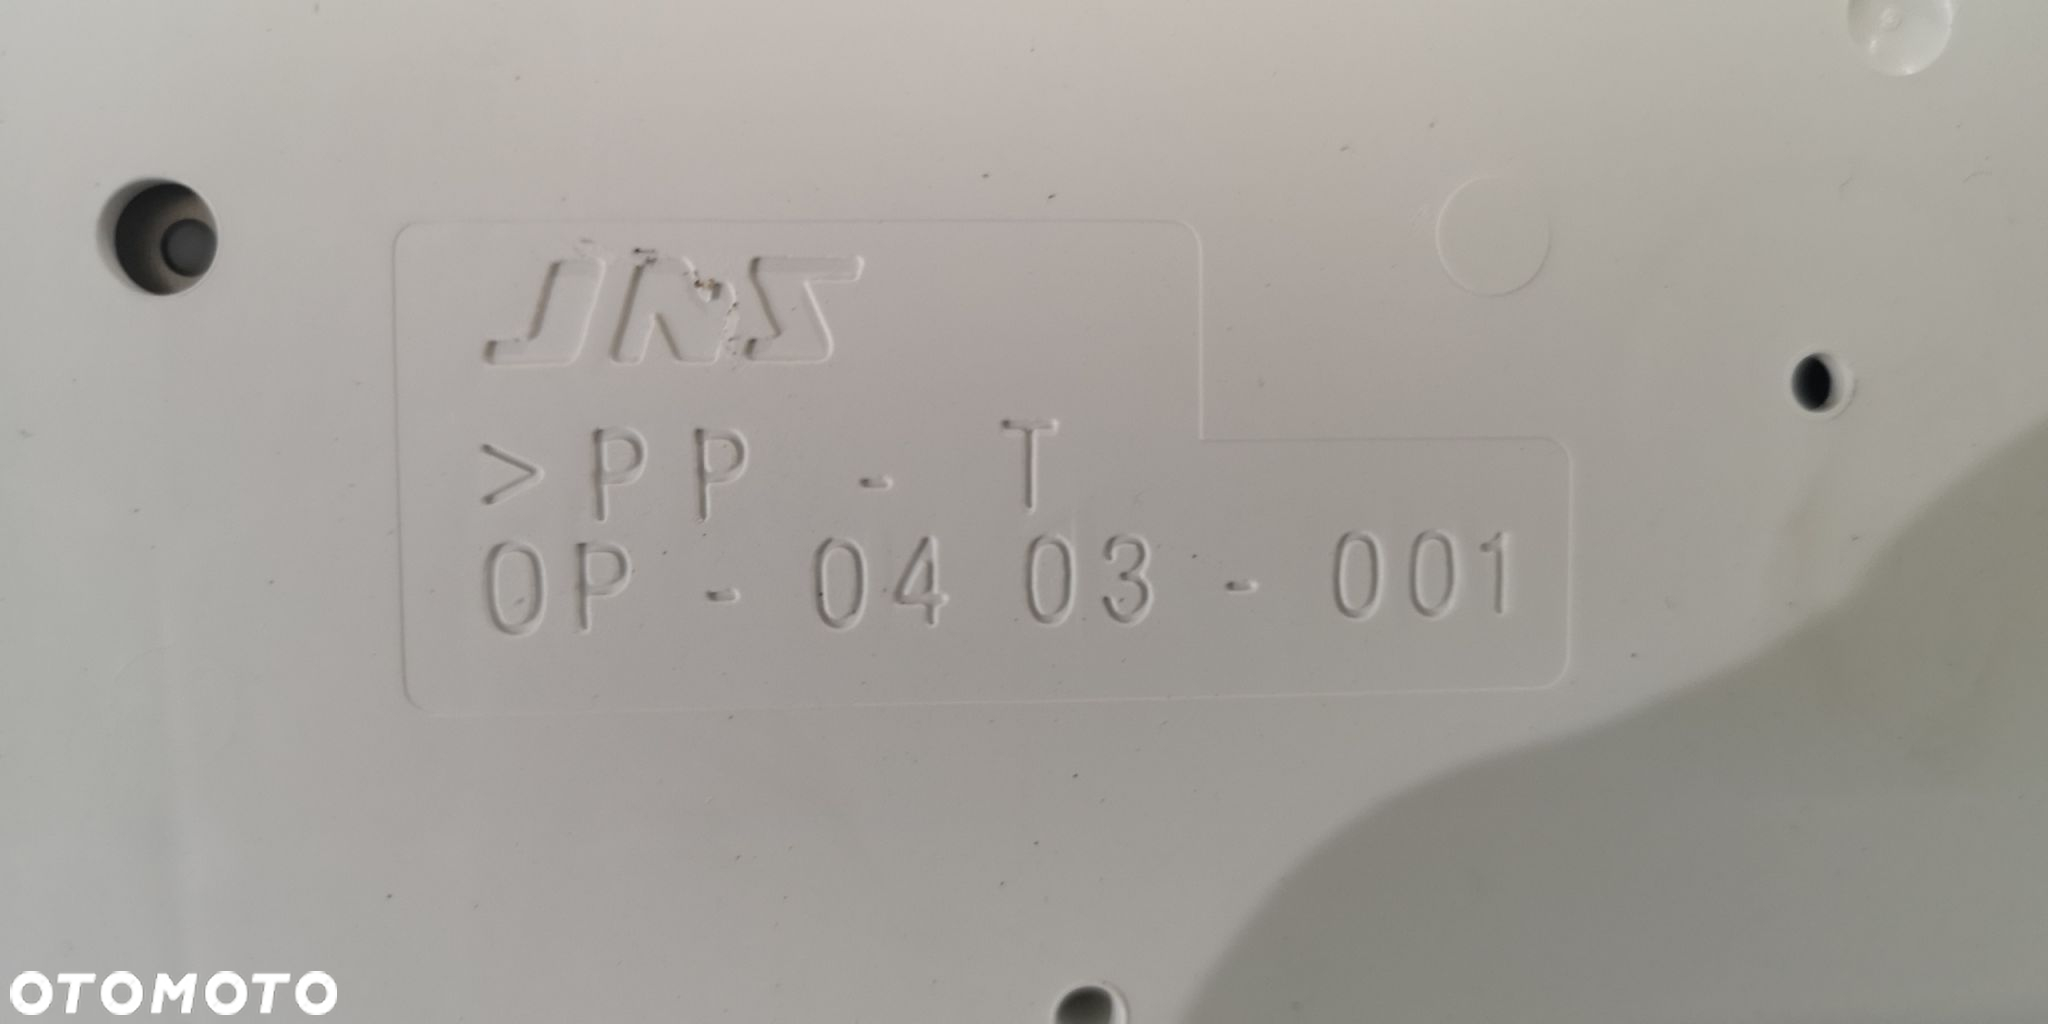 JNS
>PP - T
OP - 04 03 - 001
OTOMOTO